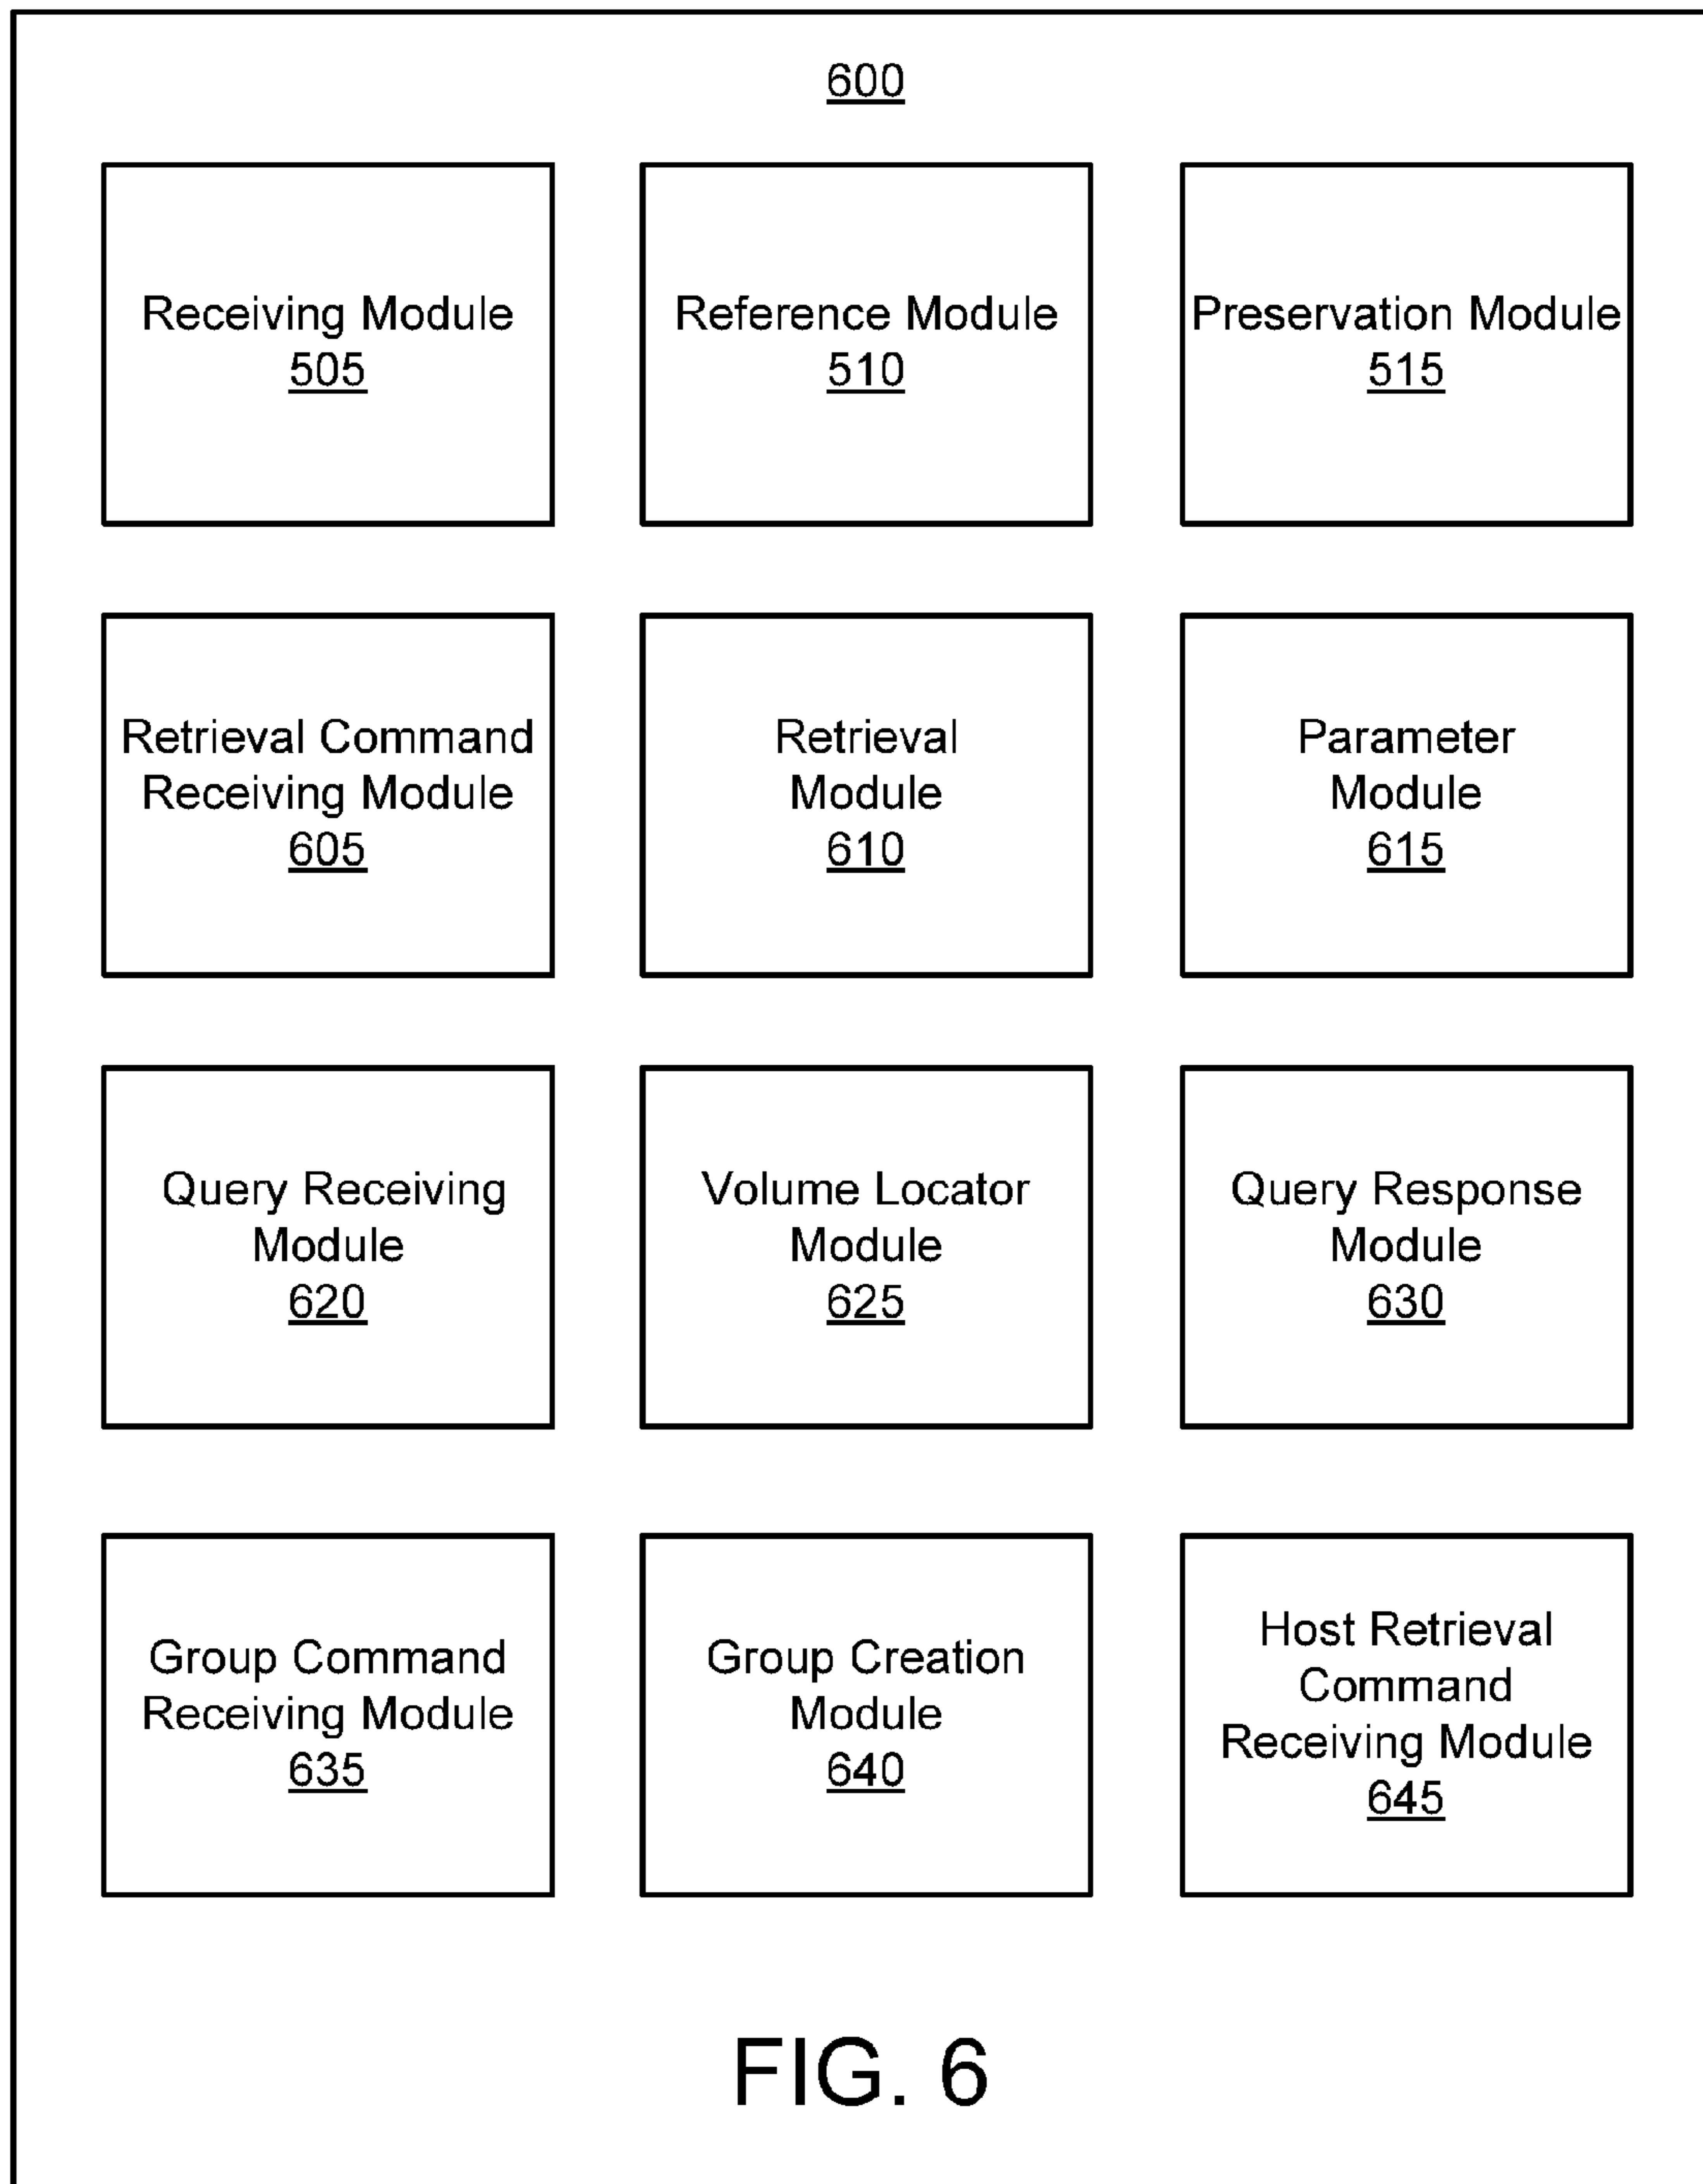 600
Receiving Module
505
Reference Module
510
Preservation Module
515
Retrieval Command
Receiving Module
605
Retrieval
Module
610
Parameter
Module
615
Query Receiving
Module
620
Volume Locator
Module
625
Query Response
Module
630
Group Command
Receiving Module
635
Group Creation
Module
640
Host Retrieval
Command
Receiving Module
645
FIG. 6